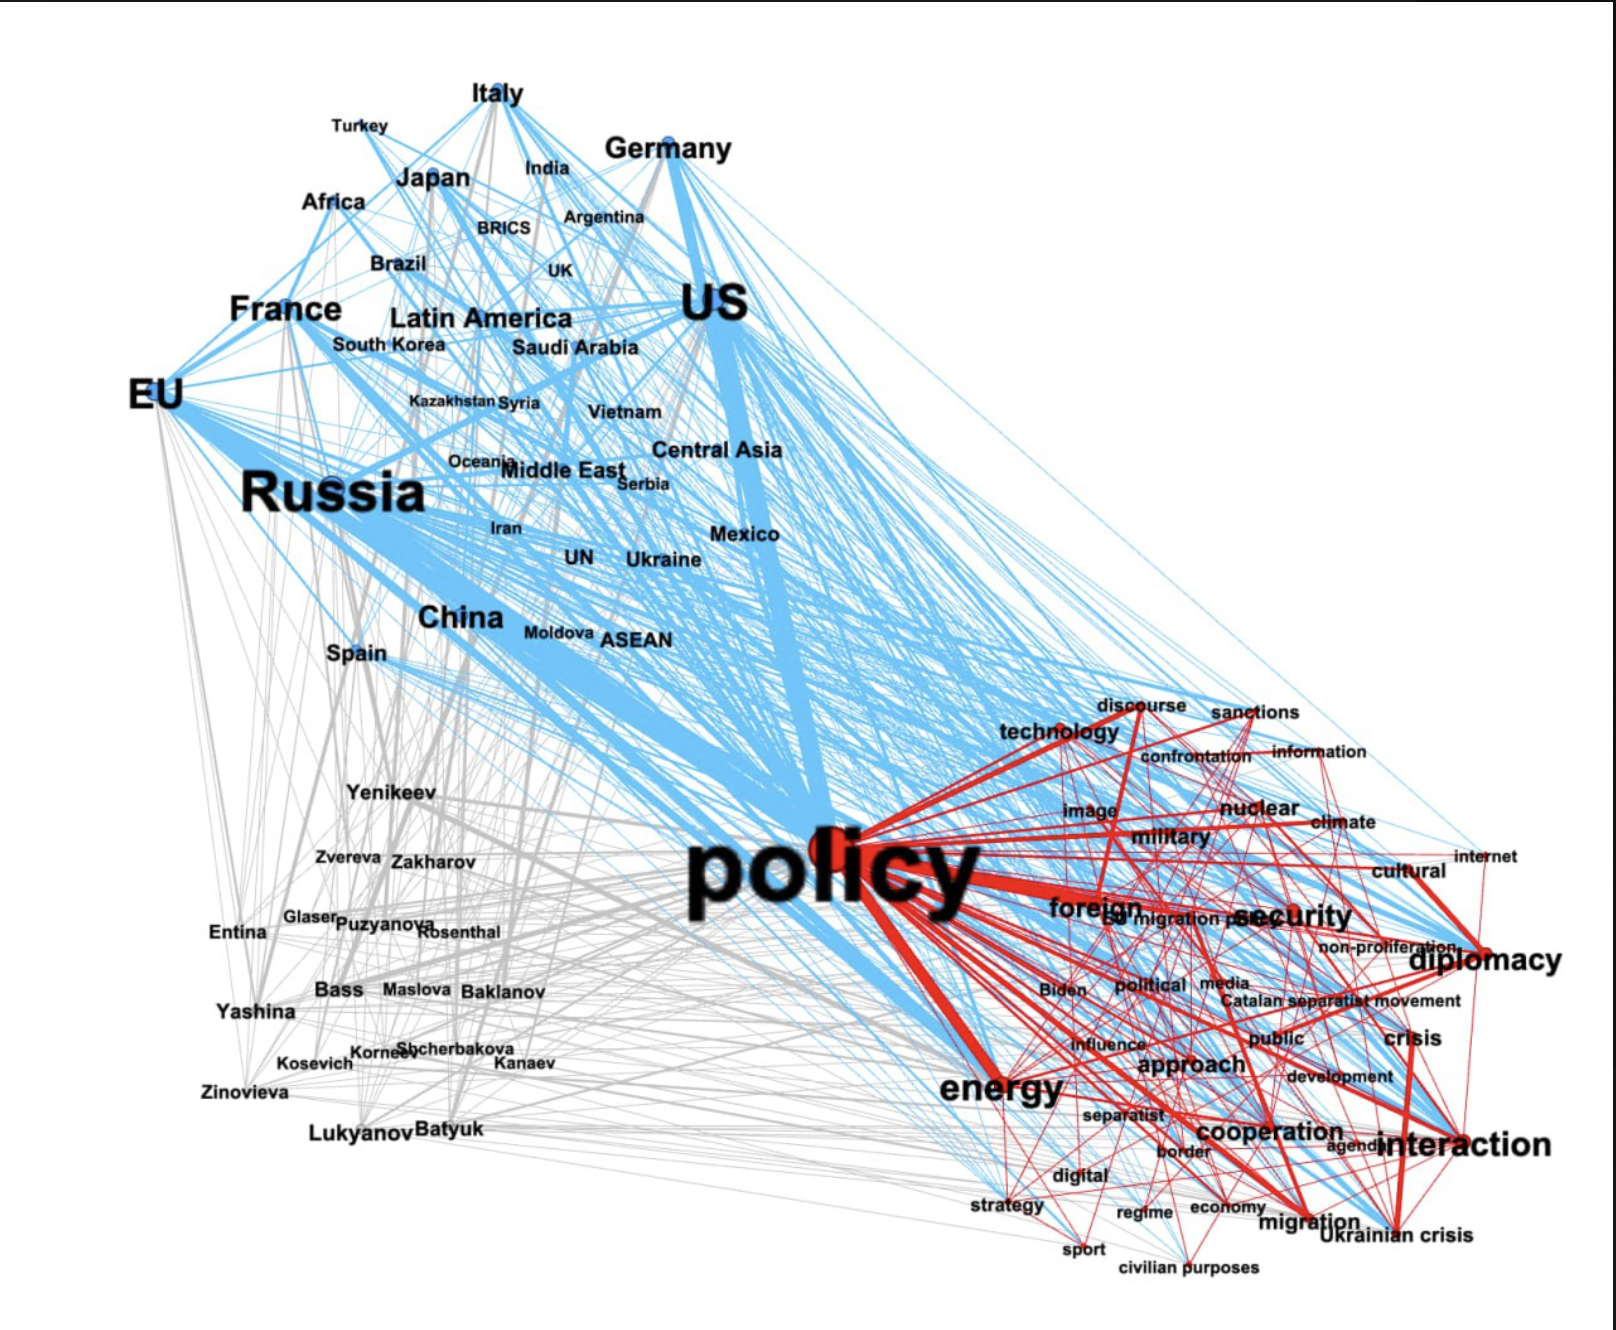 Italy
Turkey
Germany
India
Japan
Africa
Argentina
BRICS
Brazil
UK
US
France
Latin America
South Korea
Saudi Arabia
EU
Kazakhstan
Syria
Vietnam
Central Asia
Oceania
Middle East
Serbia
Russia
Iran
Mexico
UN
Ukraine
China
Moldova
ASEAN
Spain
discourse
sanctions
technology
confrontation
information
Yenikeev
image
nuclear
climate
military
Zvereva
Zakharov
policy
internet
cultural
foreign
migration
security
Glaser
Puzyanova
Rosenthal
Entina
non-proliferation
diplomacy
Bass
Maslova
Baklanov
Biden
political
media
Catalan separatist movement
Yashina
influence
public
crisis
Korneev
Shcherbakova
Kosevich
Kanaev
approach
development
energy
Zinovieva
separatist
Lukyanov
Batyuk
cooperation
agenda
interaction
border
digital
strategy
regime
economy
migration
Ukrainian crisis
sport
civilian purposes